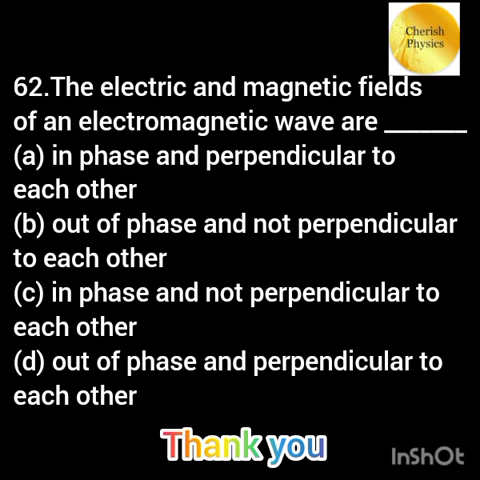 Cherish
Physics
62.The electric and magnetic fields
of an electromagnetic wave are _______
(a) in phase and perpendicular to
each other
(b) out of phase and not perpendicular
to each other
(c) in phase and not perpendicular to
each other
(d) out of phase and perpendicular to
each other
Thank you
InShOt